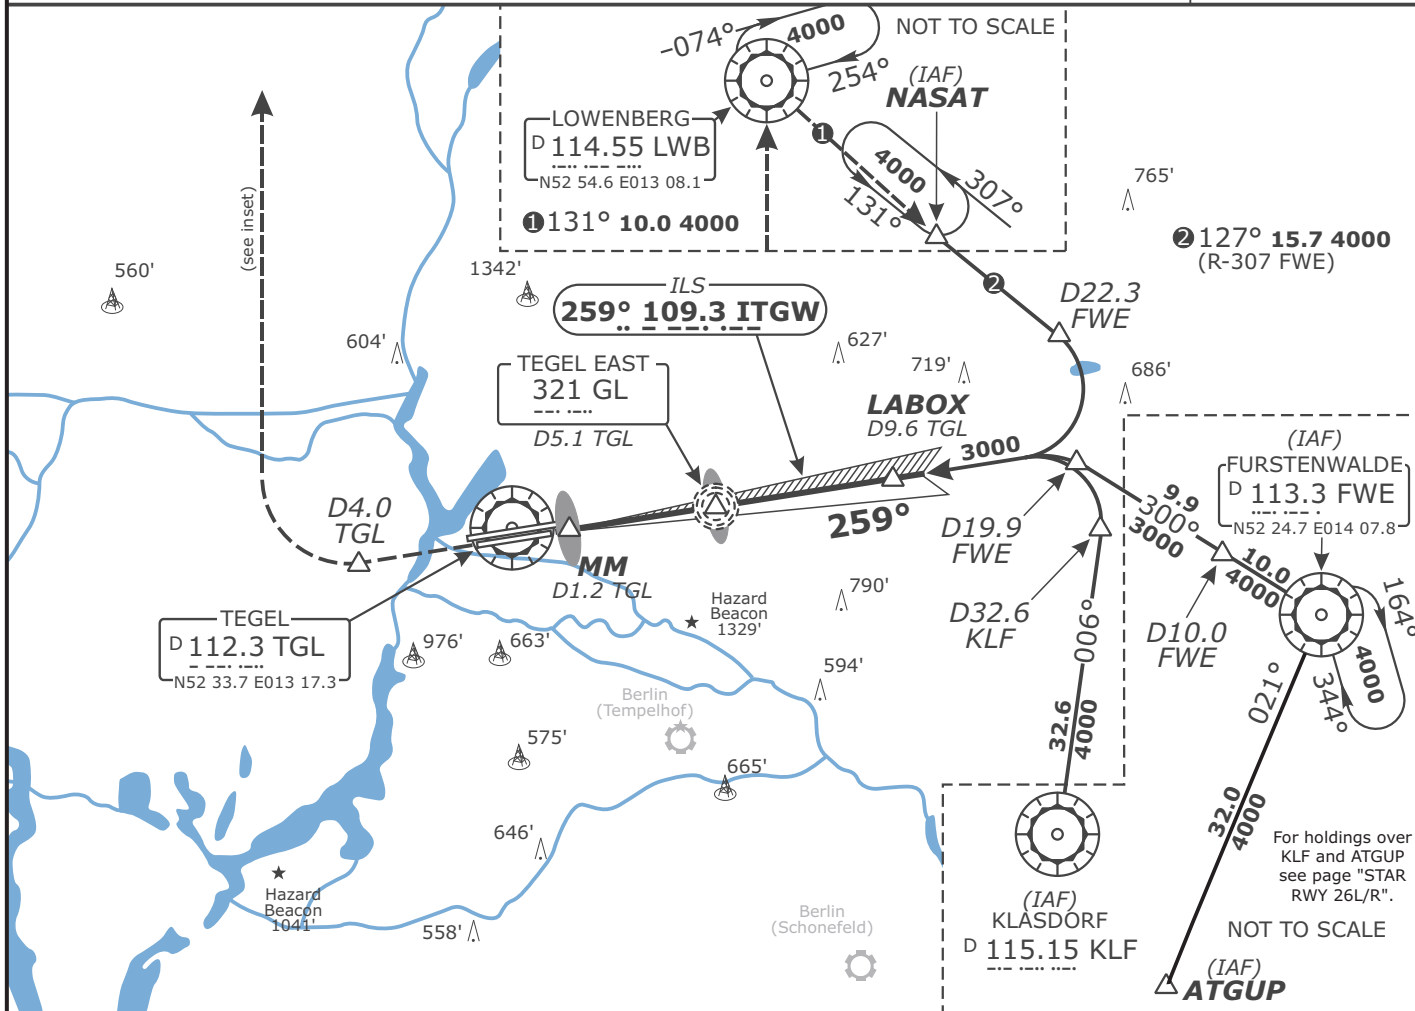 -074°
4000
254°
NOT TO SCALE
(IAF)
NASAT
LOWENBERG
D 114.55 LWB
N52 54.6 E013 08.1
1
4000
131°
307°
1 131° 10.0 4000
765'
2 127° 15.7 4000
(R-307 FWE)
(see inset)
560'
1342'
ILS
259° 109.3 ITGW
2
D22.3
FWE
604'
627'
719'
686'
TEGEL EAST
321 GL
D5.1 TGL
LABOX
D9.6 TGL
3000
(IAF)
FURSTENWALDE
D 113.3 FWE
N52 24.7 E014 07.8
D4.0
TGL
259°
D19.9
FWE
9.9
300°
3000
10.0
4000
MM
D1.2 TGL
Hazard
Beacon
1329'
790'
D32.6
KLF
006°
D10.0
FWE
164°
4000
344°
TEGEL
D 112.3 TGL
N52 33.7 E013 17.3
976'
663'
594'
021°
Berlin
(Tempelhof)
32.6
4000
575'
665'
32.0
4000
646'
For holdings over
KLF and ATGUP
see page "STAR
RWY 26L/R".
Hazard
Beacon
1041'
558'
Berlin
(Schonefeld)
(IAF)
KLASDORF
D 115.15 KLF
NOT TO SCALE
(IAF)
ATGUP